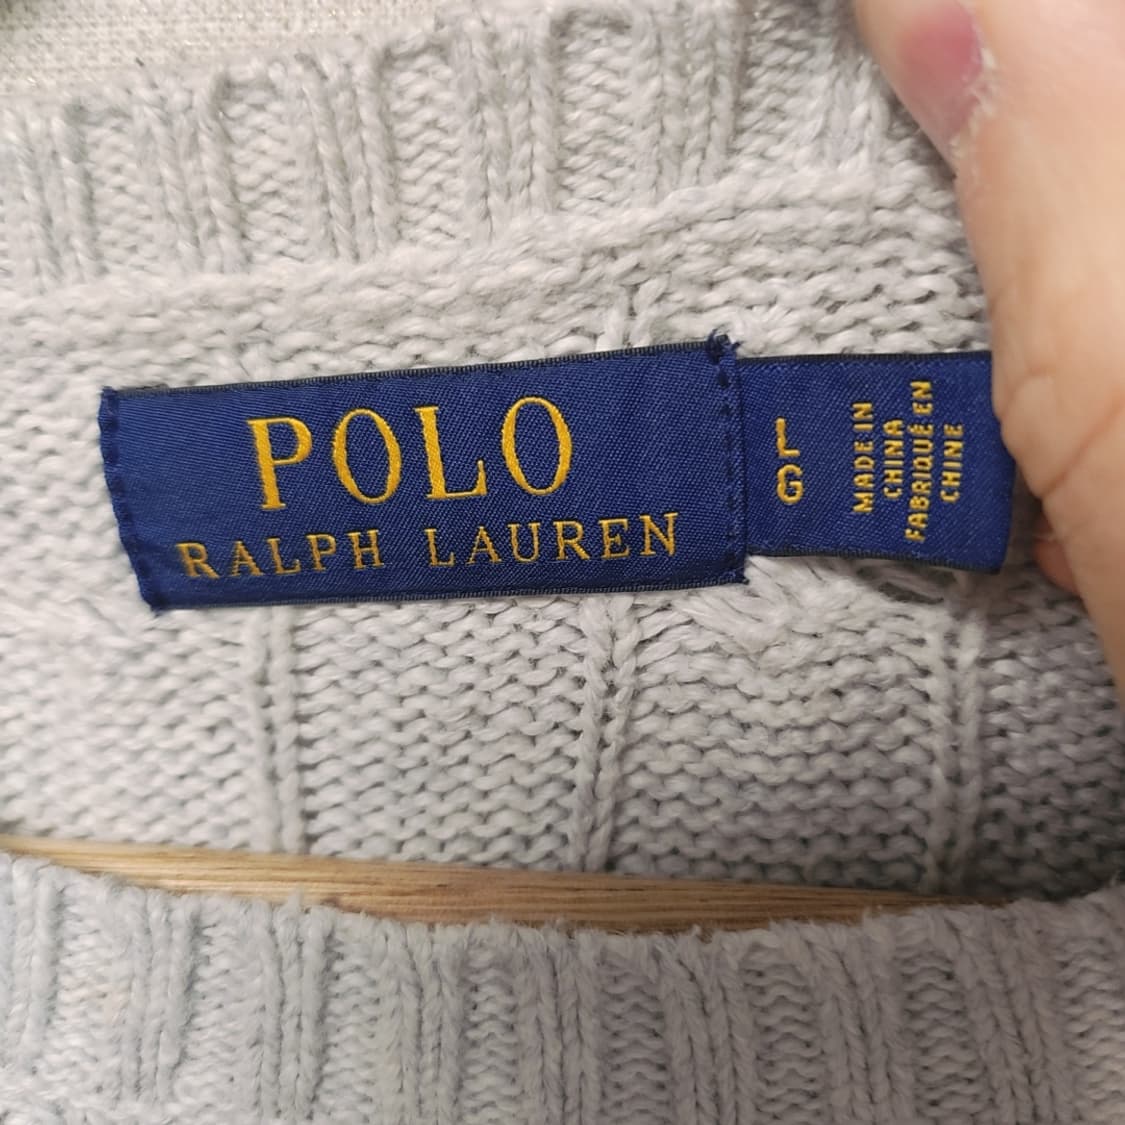 POLO
RALPH LAUREN
L
G
MADE IN
CHINA
FABRIQUÉ EN
CHINE